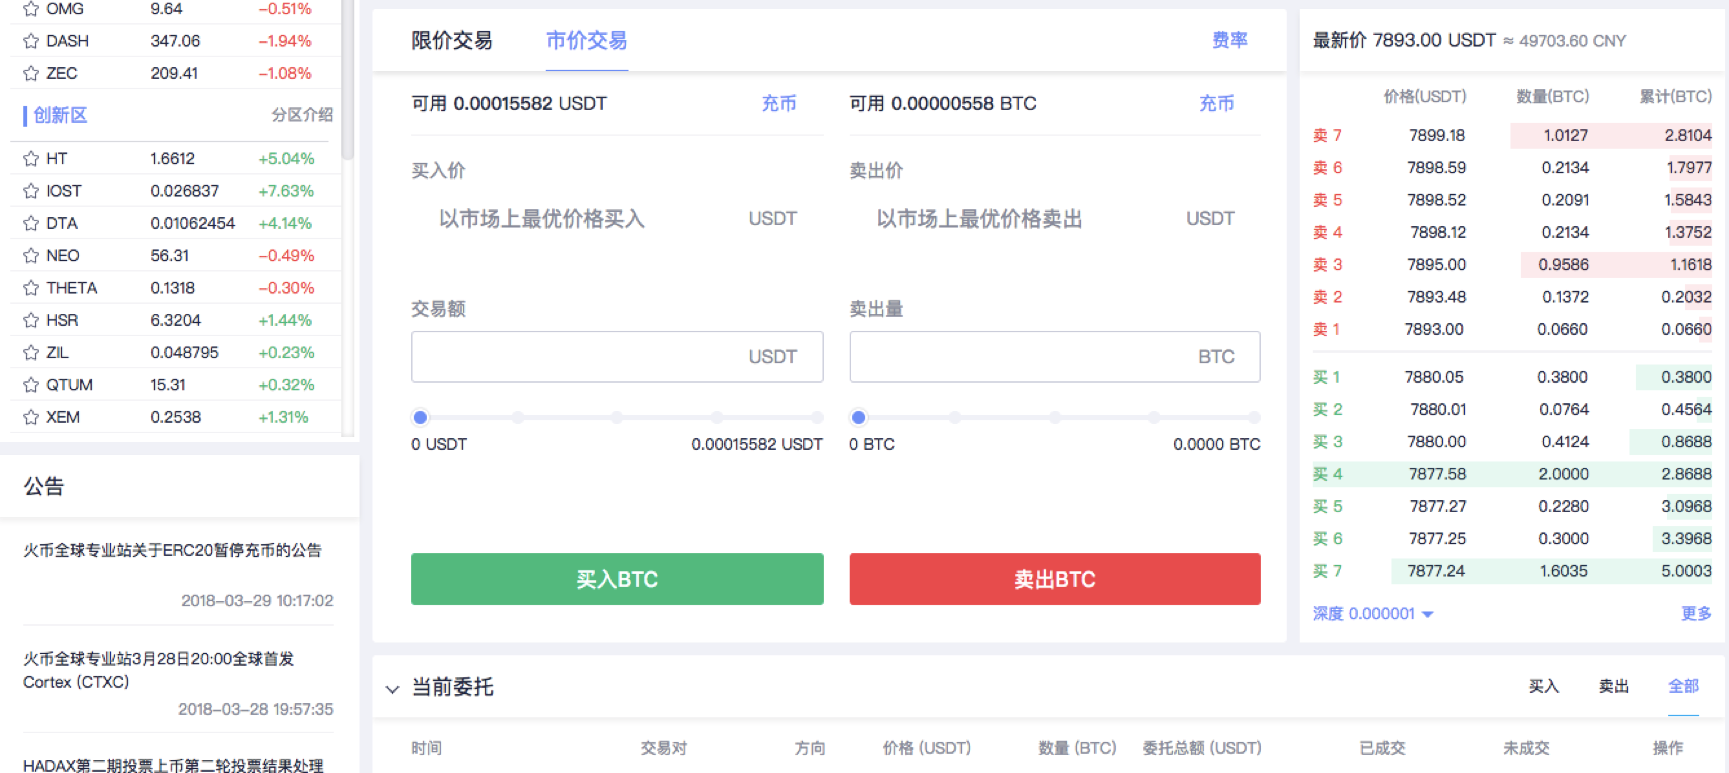 OMG 9.64 −0.51%
DASH 347.06 −1.94%
ZEC 209.41 −1.08%
创新区 分区介绍
HT 1.6612 +5.04%
IOST 0.026837 +7.63%
DTA 0.01062454 +4.14%
NEO 56.31 −0.49%
THETA 0.1318 −0.30%
HSR 6.3204 +1.44%
ZIL 0.048795 +0.23%
QTUM 15.31 +0.32%
XEM 0.2538 +1.31%
公告
火币全球专业站关于ERC20暂停充币的公告
2018-03-29 10:17:02
火币全球专业站3月28日20:00全球首发
Cortex (CTXC)
2018-03-28 19:57:35
HADAX第二期投票上币第二轮投票结果处理
限价交易 市价交易 费率
可用 0.00015582 USDT 充币
买入价
以市场上最优价格买入 USDT
交易额
USDT
0 USDT 0.00015582 USDT
买入BTC
可用 0.00000558 BTC 充币
卖出价
以市场上最优价格卖出 USDT
卖出量
BTC
0 BTC 0.0000 BTC
卖出BTC
最新价 7893.00 USDT ≈ 49703.60 CNY
价格(USDT) 数量(BTC) 累计(BTC)
卖 7 7899.18 1.0127 2.8104
卖 6 7898.59 0.2134 1.7977
卖 5 7898.52 0.2091 1.5843
卖 4 7898.12 0.2134 1.3752
卖 3 7895.00 0.9586 1.1618
卖 2 7893.48 0.1372 0.2032
卖 1 7893.00 0.0660 0.0660
买 1 7880.05 0.3800 0.3800
买 2 7880.01 0.0764 0.4564
买 3 7880.00 0.4124 0.8688
买 4 7877.58 2.0000 2.8688
买 5 7877.27 0.2280 3.0968
买 6 7877.25 0.3000 3.3968
买 7 7877.24 1.6035 5.0003
深度 0.000001 更多
当前委托 买入 卖出 全部
时间 交易对 方向 价格 (USDT) 数量 (BTC) 委托总额 (USDT) 已成交 未成交 操作